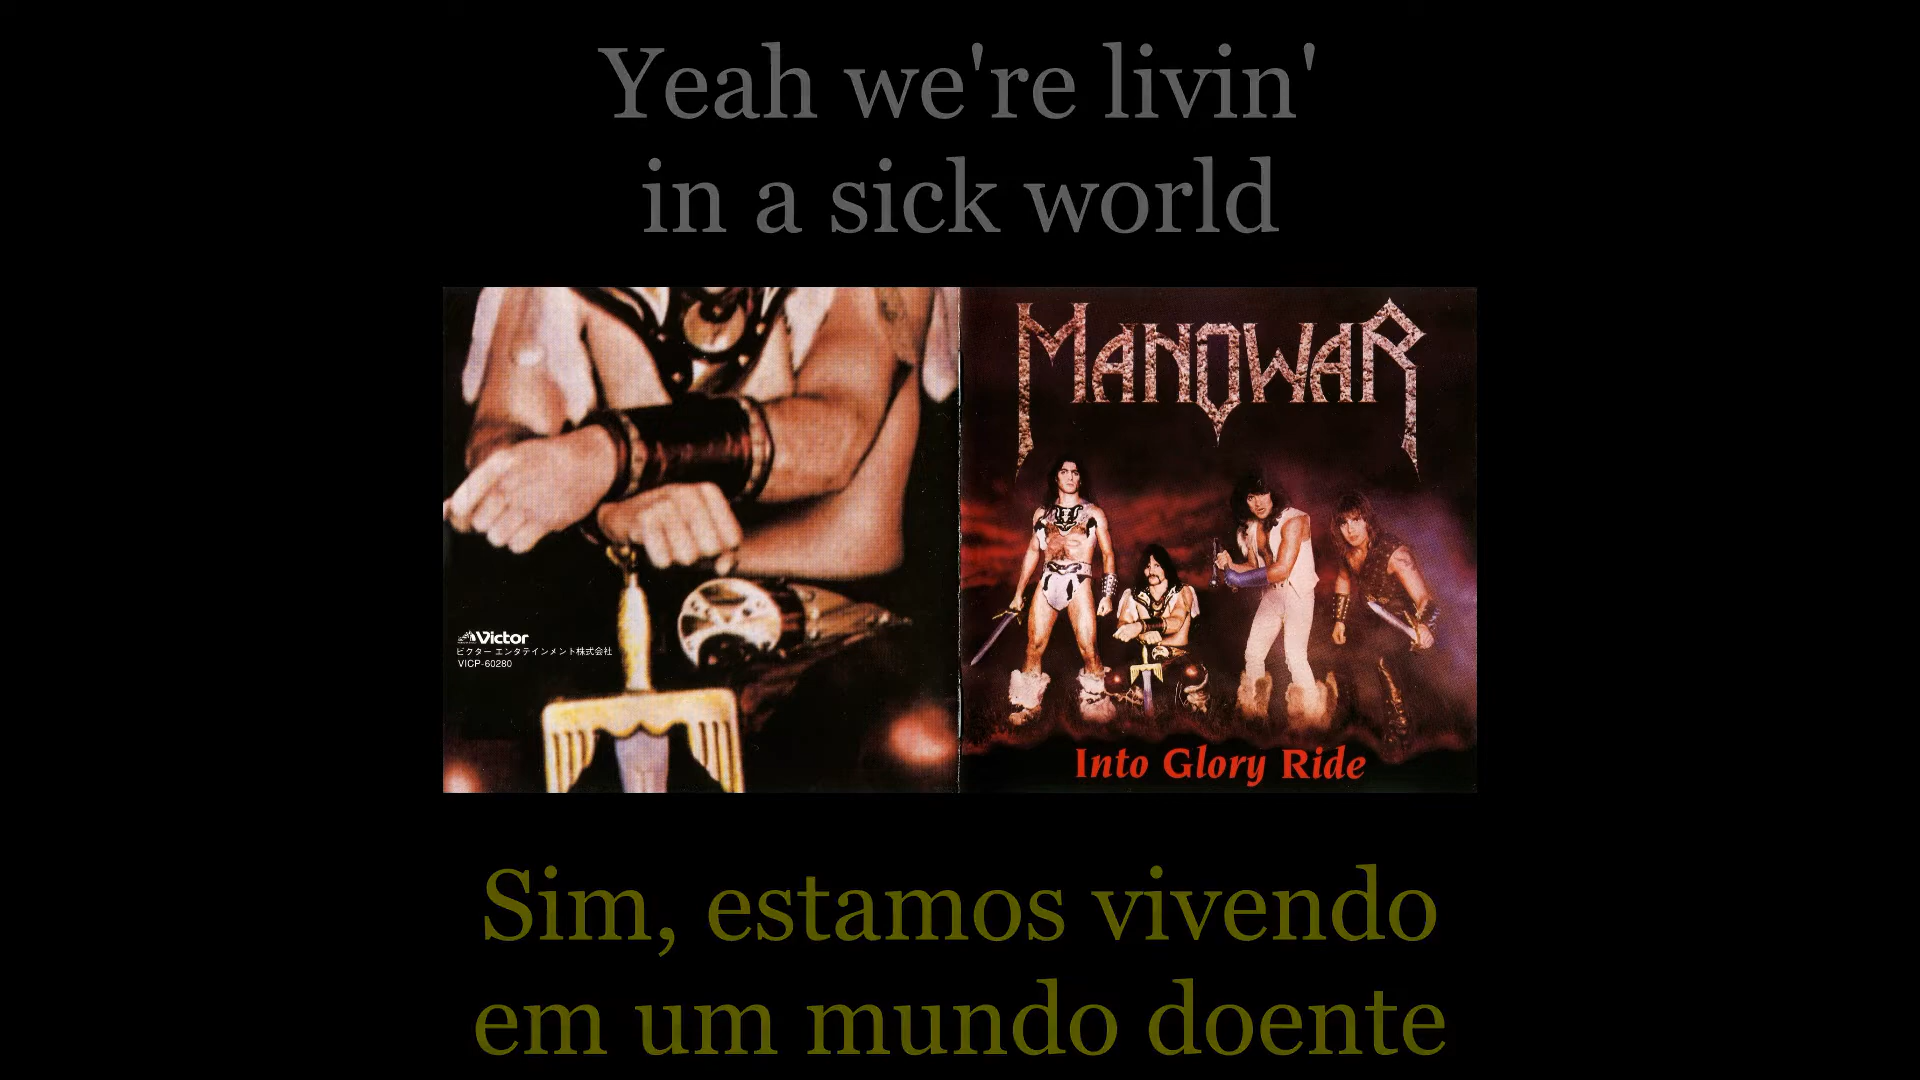 Yeah we're livin'
in a sick world
MANOWAR
Victor
ビクター エンタテインメント株式会社
VICP-60280
Into Glory Ride
Sim, estamos vivendo
em um mundo doente